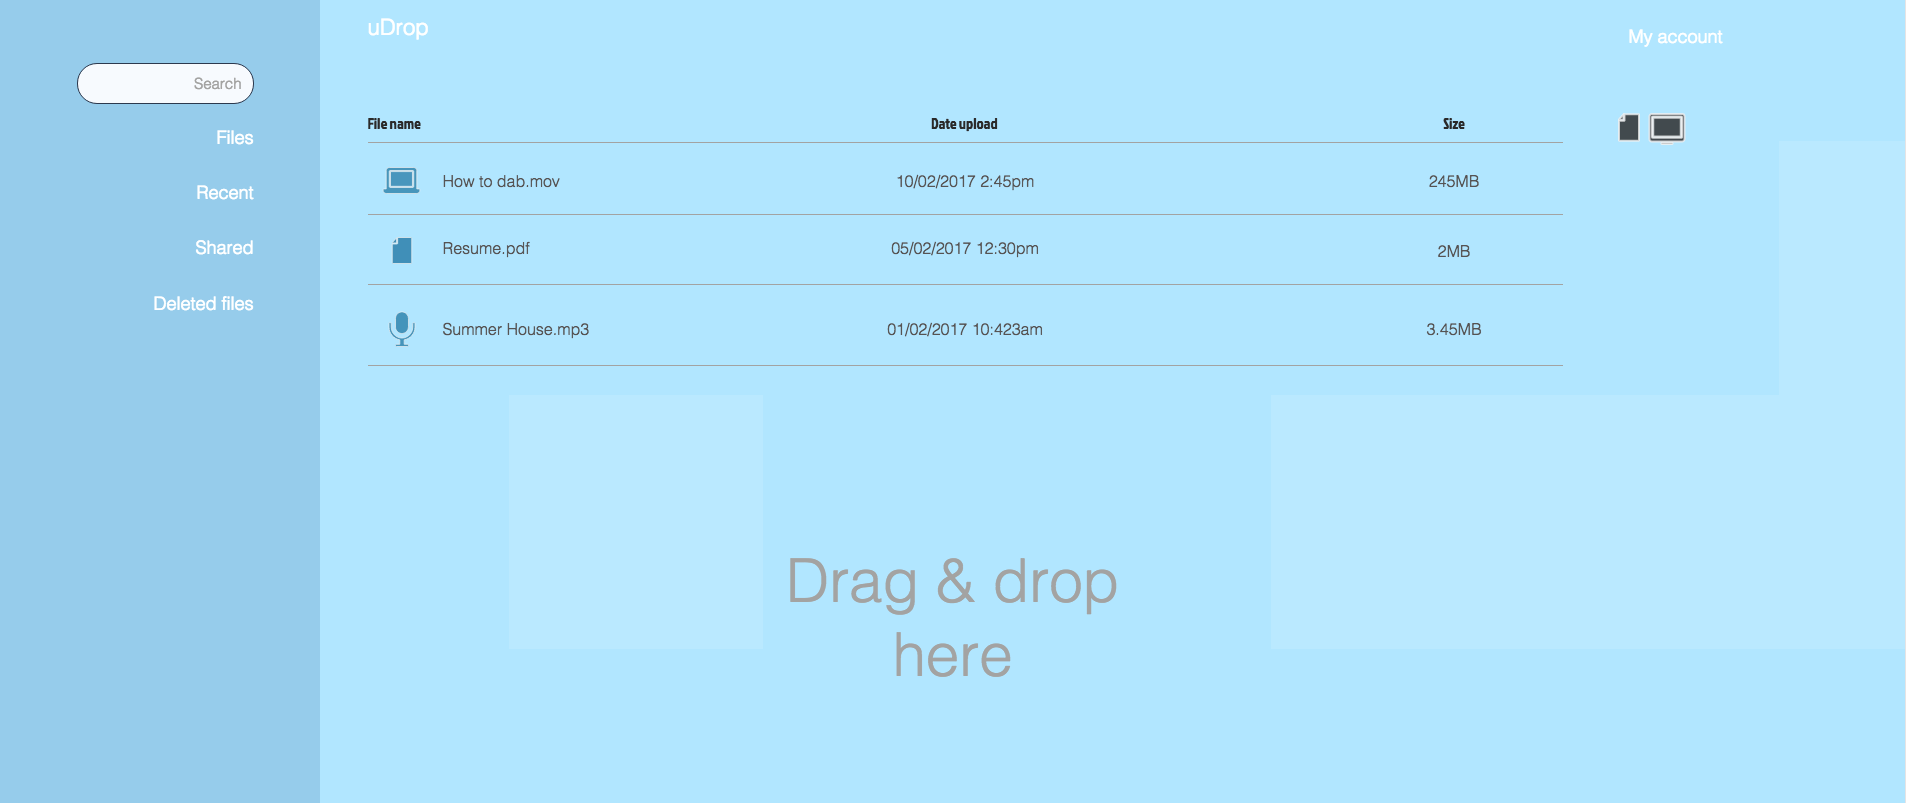 uDrop
My account
Search
Files
Recent
Shared
Deleted files
File name Date upload Size
How to dab.mov 10/02/2017 2:45pm 245MB
Resume.pdf 05/02/2017 12:30pm 2MB
Summer House.mp3 01/02/2017 10:423am 3.45MB
Drag & drop
here